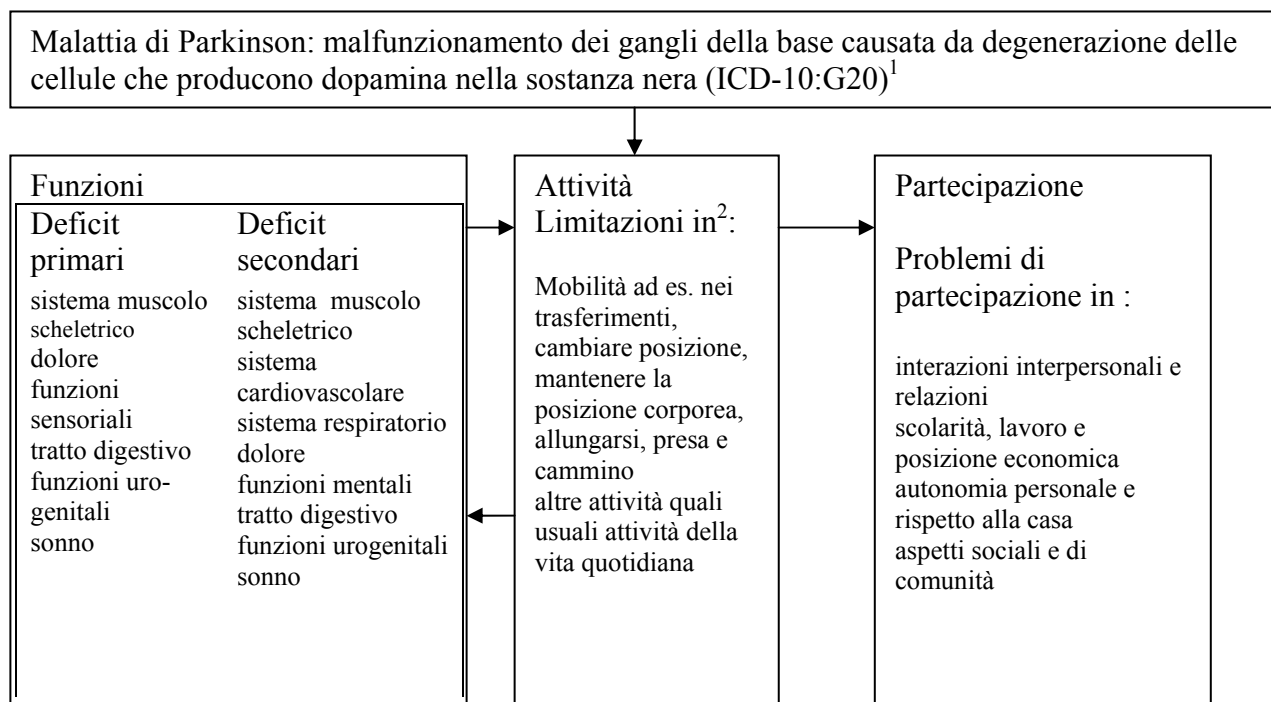 Malattia di Parkinson: malfunzionamento dei gangli della base causata da degenerazione delle
cellule che producono dopamina nella sostanza nera (ICD-10:G20)1
Funzioni
Deficit
primari
sistema muscolo
scheletrico
dolore
funzioni
sensoriali
tratto digestivo
funzioni uro-
genitali
sonno
Deficit
secondari
sistema muscolo
scheletrico
sistema
cardiovascolare
sistema respiratorio
dolore
funzioni mentali
tratto digestivo
funzioni urogenitali
sonno
Attività
Limitazioni in2:
Mobilità ad es. nei
trasferimenti,
cambiare posizione,
mantenere la
posizione corporea,
allungarsi, presa e
cammino
altre attività quali
usuali attività della
vita quotidiana
Partecipazione
Problemi di
partecipazione in :
interazioni interpersonali e
relazioni
scolarità, lavoro e
posizione economica
autonomia personale e
rispetto alla casa
aspetti sociali e di
comunità